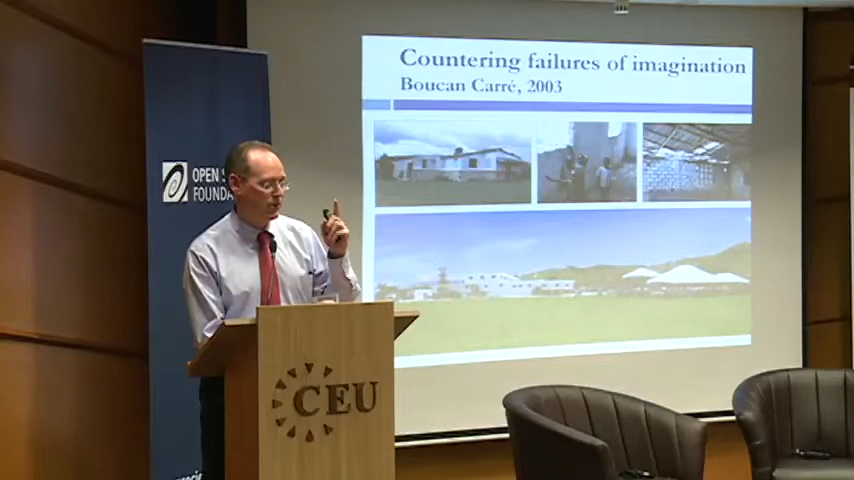 Countering failures of imagination
Boucan Carré, 2003
OPEN
FOUNDA
CEU